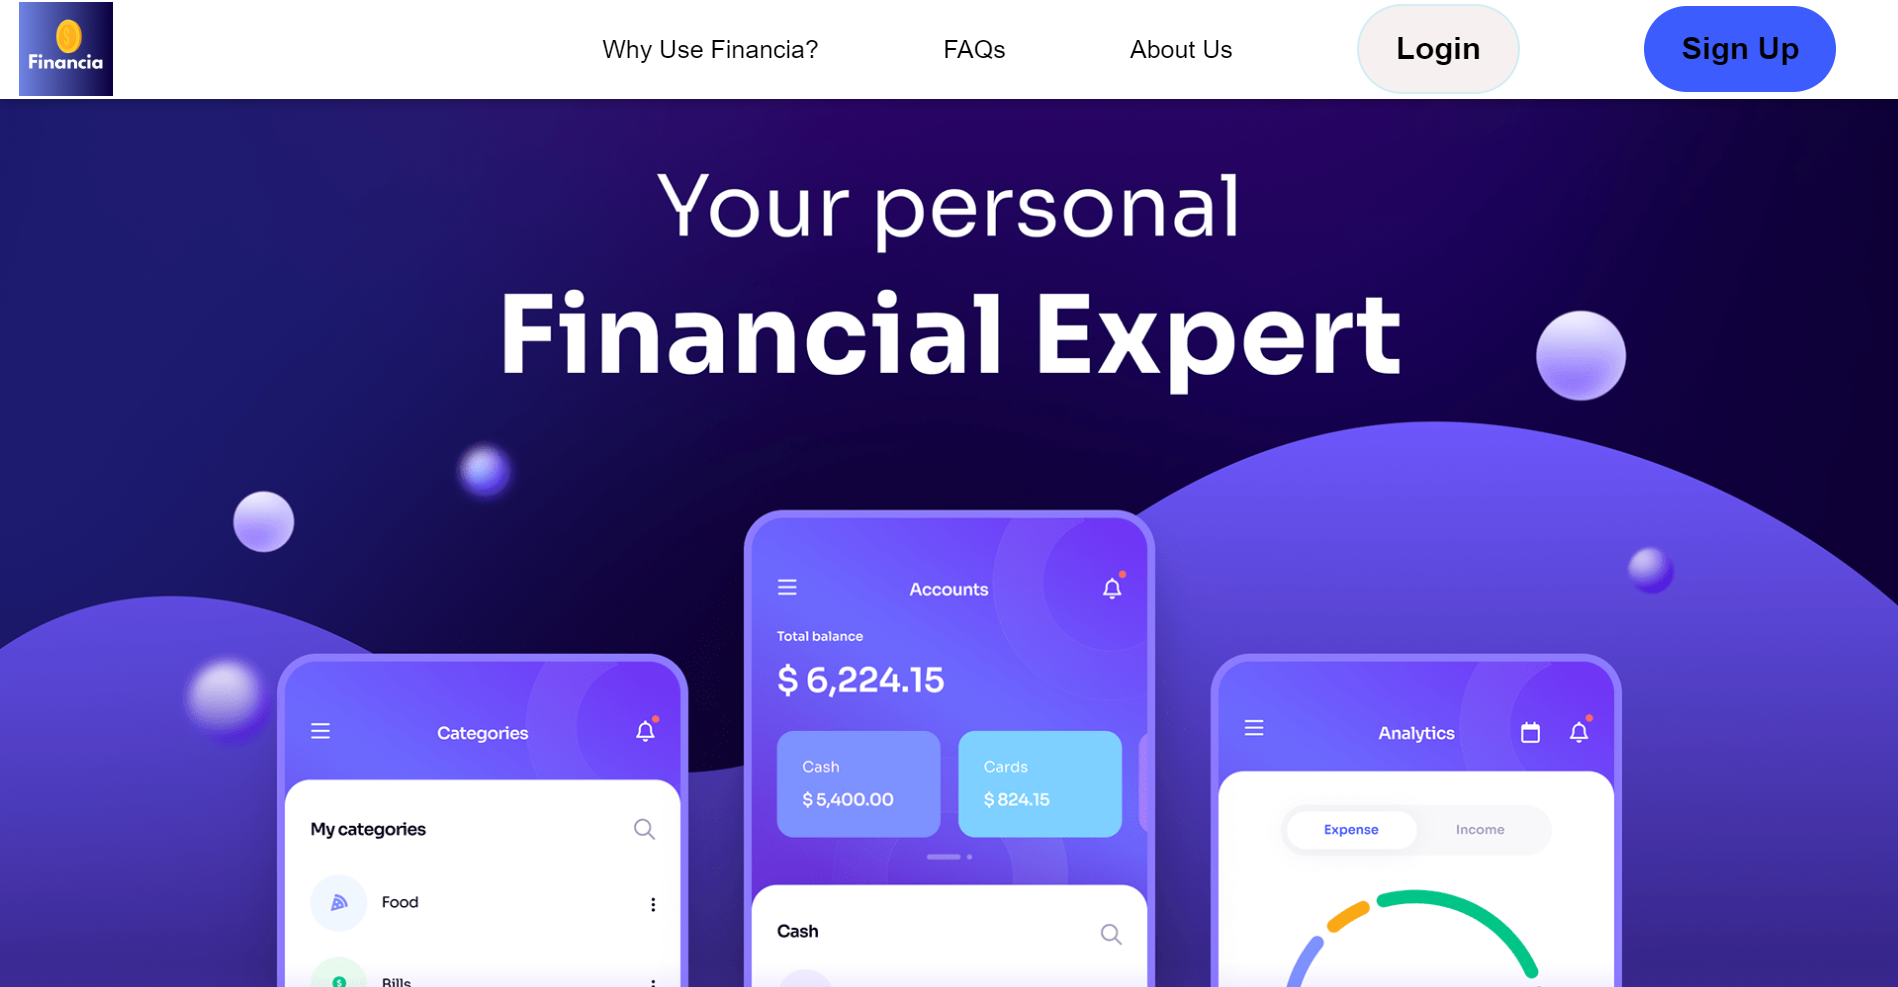 Financia
Why Use Financia?
FAQs
About Us
Login
Sign Up
Your personal
Financial Expert
Accounts
Total balance
$ 6,224.15
Cash
Cards
$ 5,400.00
$ 824.15
Cash
Categories
My categories
Food
Bills
Analytics
Expense
Income